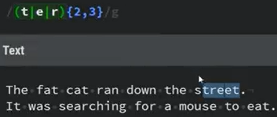 /(t|e|r){2,3}/g
Text
The fat cat ran down the street.
It was searching for a mouse to eat.